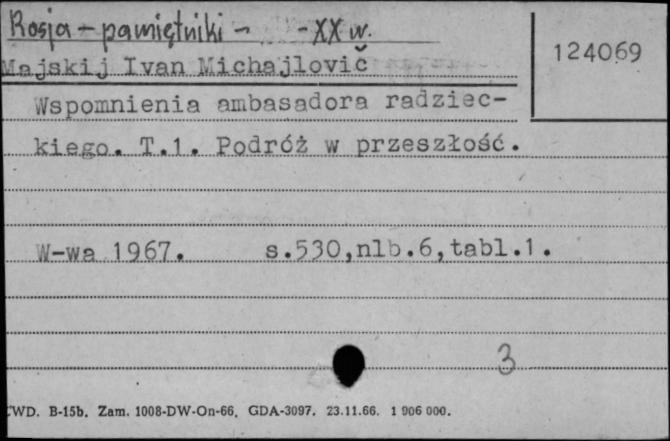 Rosja - pamiętniki - - XX w.
124069
Majskij Ivan Michajlovič
Wspomnienia ambasadora radziec-
kiego. T.1. Podróż w przeszłość.
W-wa 1967. s.530,nlb.6,tabl.1.
3
CWD. B-15b. Zam. 1008-DW-On-66. GDA-3097. 23.11.66. 1 906 000.